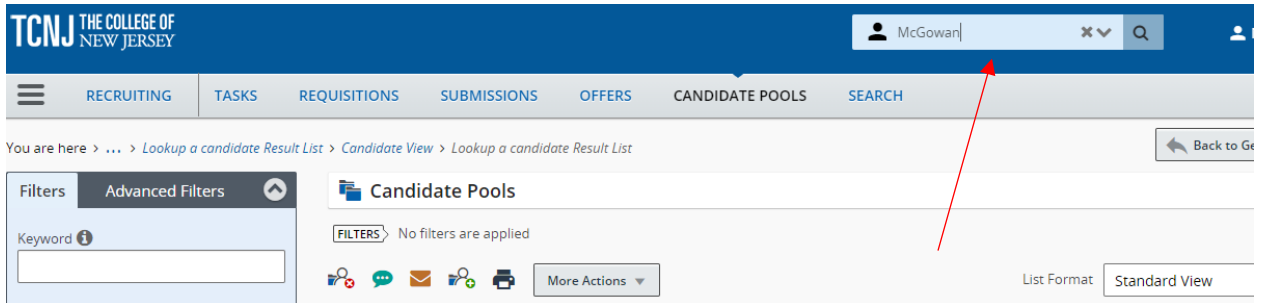 TCNJ THE COLLEGE OF
NEW JERSEY
McGowan
RECRUITING TASKS REQUISITIONS SUBMISSIONS OFFERS CANDIDATE POOLS SEARCH
You are here > ... > Lookup a candidate Result List > Candidate View > Lookup a candidate Result List
Back to Ge
Filters Advanced Filters
Candidate Pools
Keyword
FILTERS No filters are applied
More Actions
List Format Standard View